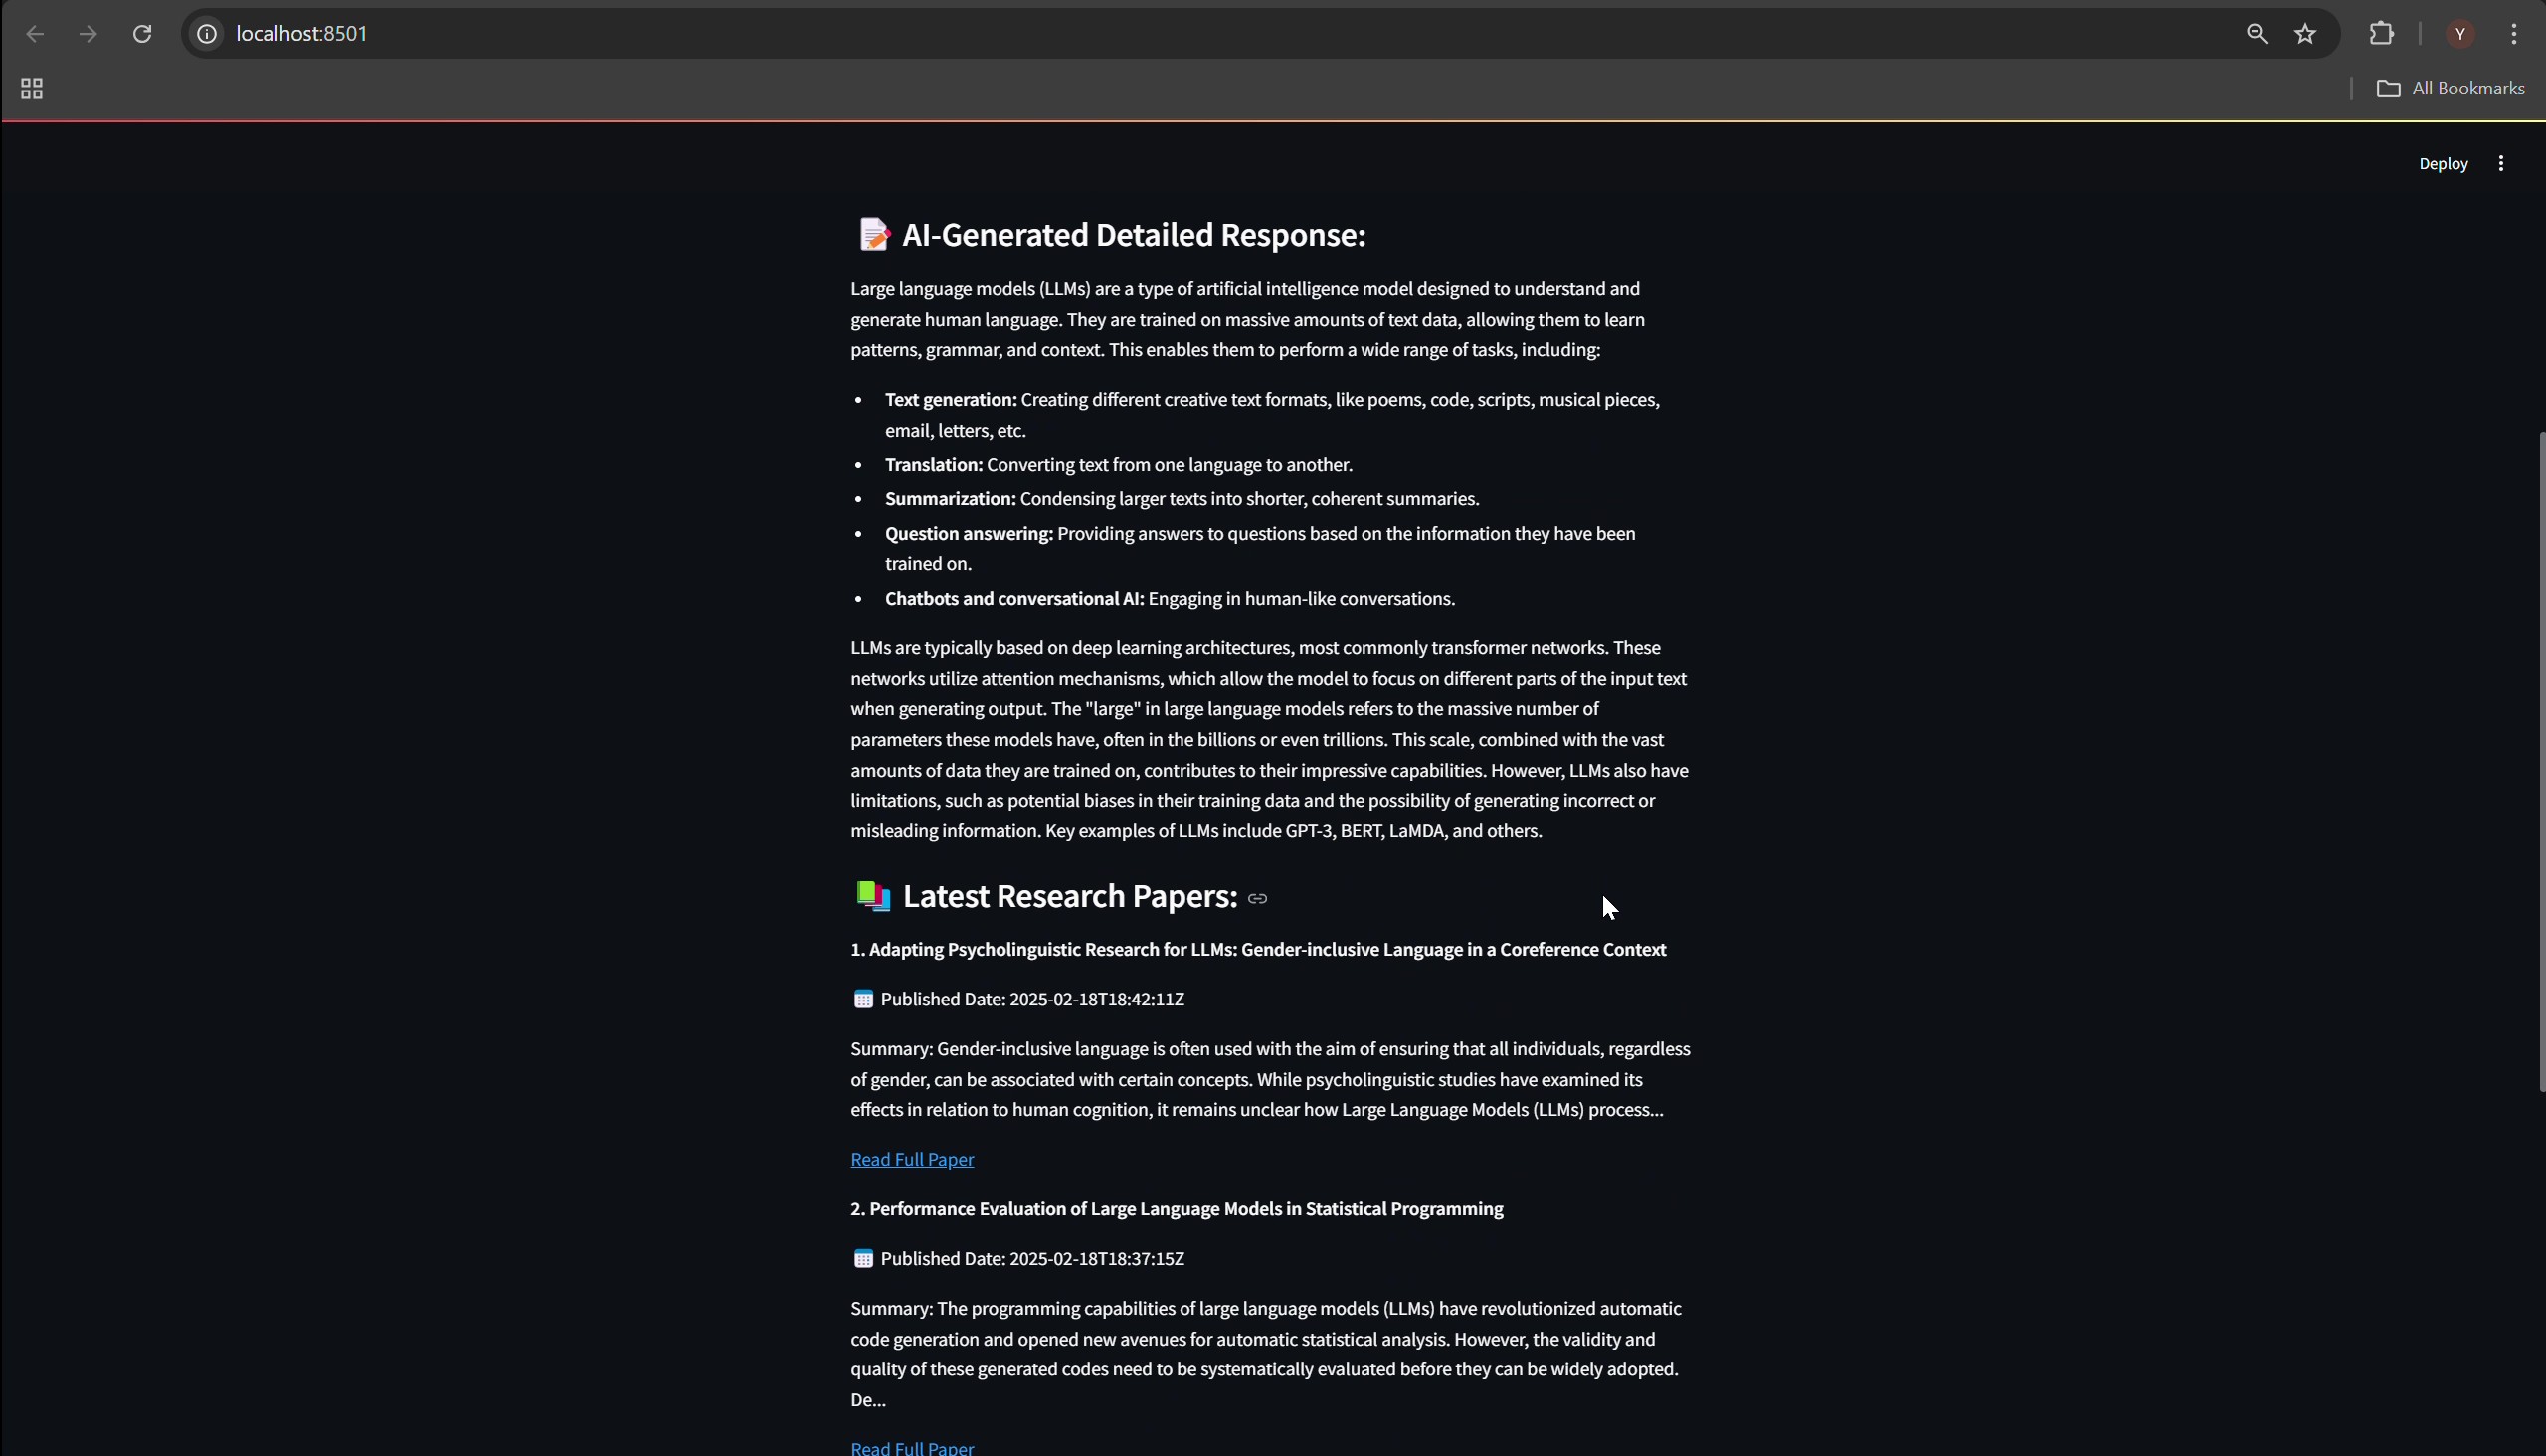 localhost:8501
Y
All Bookmarks
Deploy
AI-Generated Detailed Response:
Large language models (LLMs) are a type of artificial intelligence model designed to understand and
generate human language. They are trained on massive amounts of text data, allowing them to learn
patterns, grammar, and context. This enables them to perform a wide range of tasks, including:
• Text generation: Creating different creative text formats, like poems, code, scripts, musical pieces,
email, letters, etc.
• Translation: Converting text from one language to another.
• Summarization: Condensing larger texts into shorter, coherent summaries.
• Question answering: Providing answers to questions based on the information they have been
trained on.
• Chatbots and conversational AI: Engaging in human-like conversations.
LLMs are typically based on deep learning architectures, most commonly transformer networks. These
networks utilize attention mechanisms, which allow the model to focus on different parts of the input text
when generating output. The "large" in large language models refers to the massive number of
parameters these models have, often in the billions or even trillions. This scale, combined with the vast
amounts of data they are trained on, contributes to their impressive capabilities. However, LLMs also have
limitations, such as potential biases in their training data and the possibility of generating incorrect or
misleading information. Key examples of LLMs include GPT-3, BERT, LaMDA, and others.
Latest Research Papers:
1. Adapting Psycholinguistic Research for LLMs: Gender-inclusive Language in a Coreference Context
Published Date: 2025-02-18T18:42:11Z
Summary: Gender-inclusive language is often used with the aim of ensuring that all individuals, regardless
of gender, can be associated with certain concepts. While psycholinguistic studies have examined its
effects in relation to human cognition, it remains unclear how Large Language Models (LLMs) process...
Read Full Paper
2. Performance Evaluation of Large Language Models in Statistical Programming
Published Date: 2025-02-18T18:37:15Z
Summary: The programming capabilities of large language models (LLMs) have revolutionized automatic
code generation and opened new avenues for automatic statistical analysis. However, the validity and
quality of these generated codes need to be systematically evaluated before they can be widely adopted.
De...
Read Full Paper